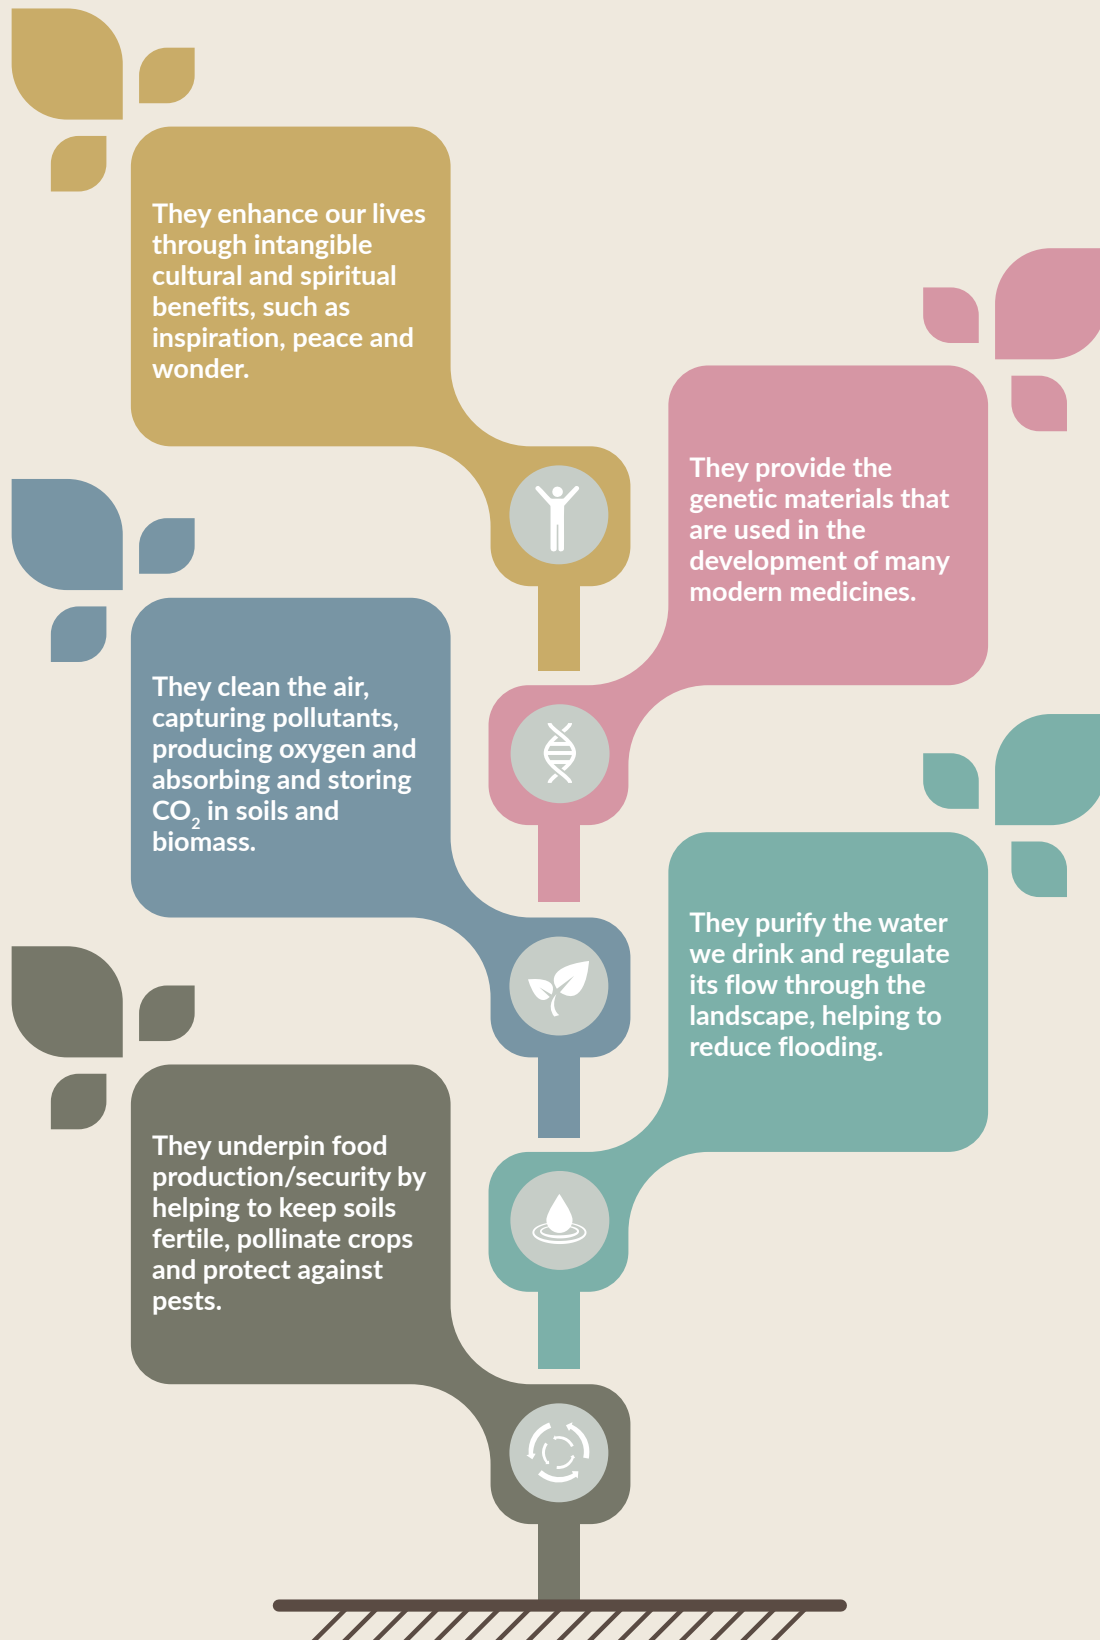 They enhance our lives
through intangible
cultural and spiritual
benefits, such as
inspiration, peace and
wonder.
They provide the
genetic materials that
are used in the
development of many
modern medicines.
They clean the air,
capturing pollutants,
producing oxygen and
absorbing and storing
CO₂ in soils and
biomass.
They purify the water
we drink and regulate
its flow through the
landscape, helping to
reduce flooding.
They underpin food
production/security by
helping to keep soils
fertile, pollinate crops
and protect against
pests.